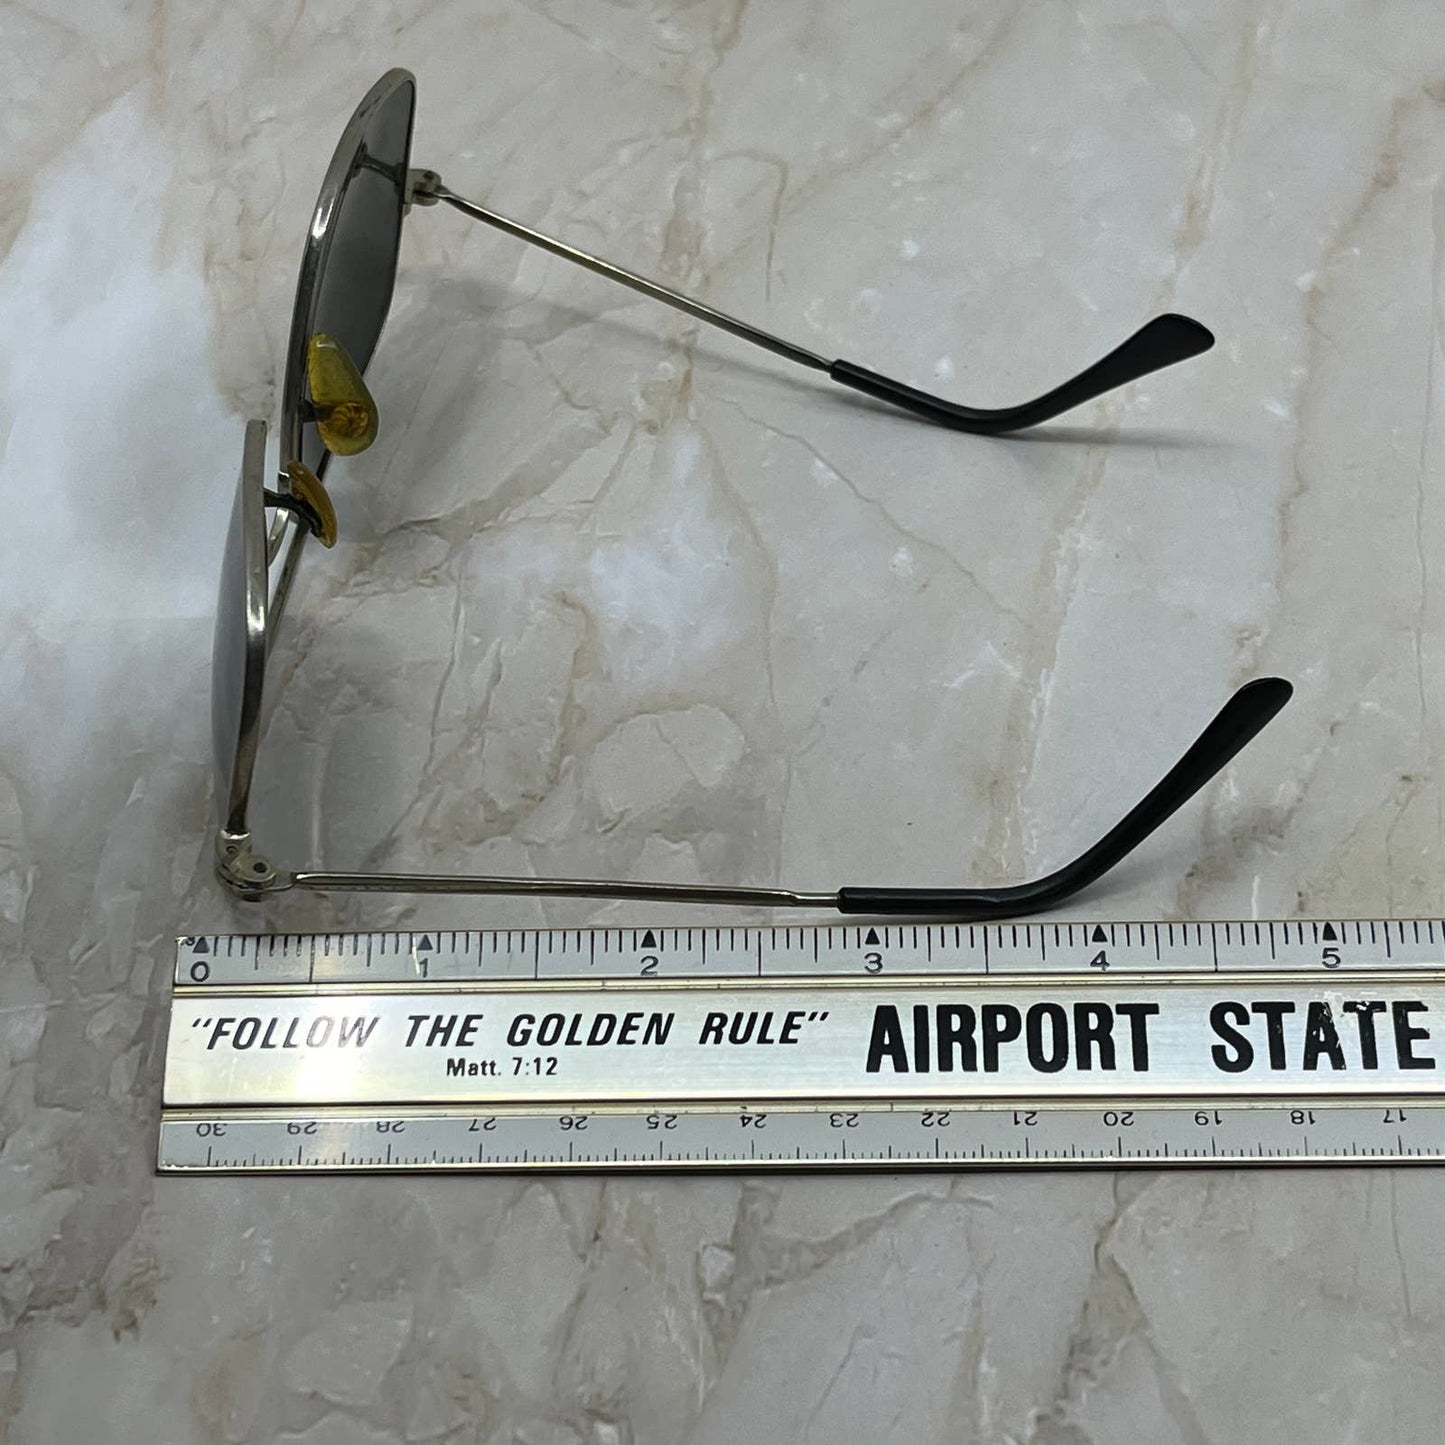 0 1 2 3 4 5
"FOLLOW THE GOLDEN RULE" AIRPORT STATE
Matt. 7:12
30 29 28 27 26 25 24 23 22 21 20 19 18 17